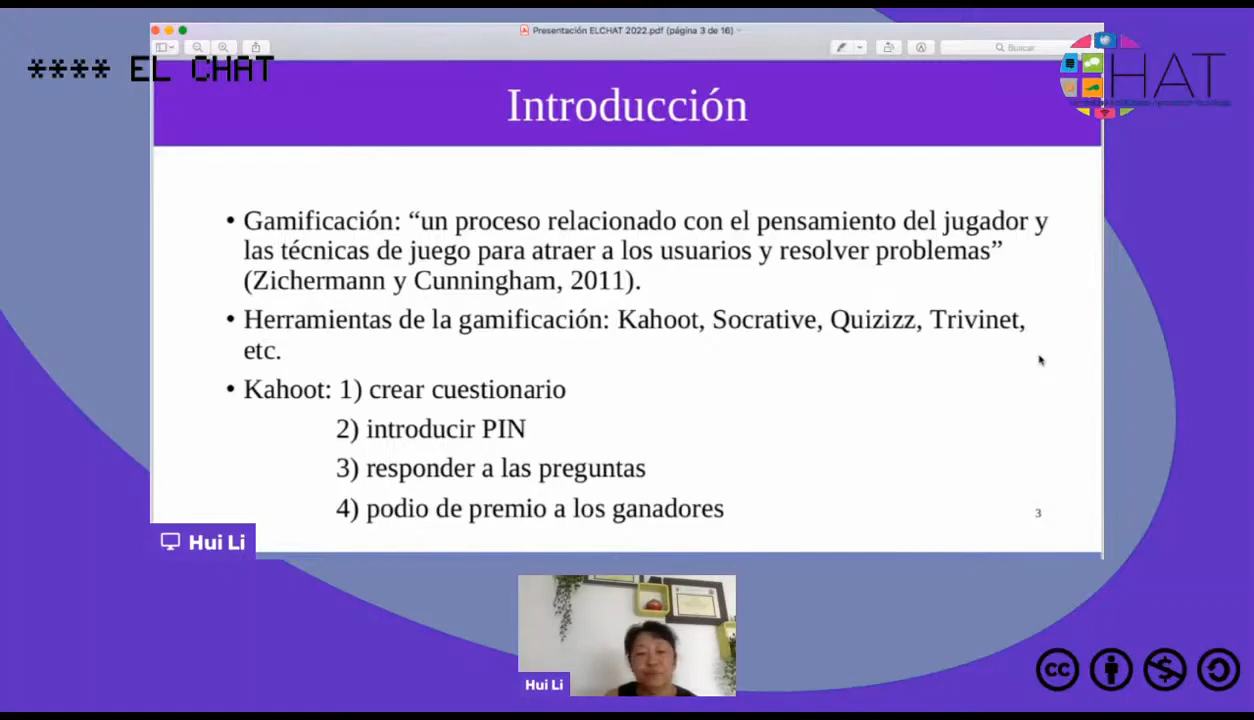 Presentación ELCHAT 2022.pdf (página 3 de 16)
Buscar
**** EL CHAT
HAT
Introducción
• Gamificación: “un proceso relacionado con el pensamiento del jugador y
las técnicas de juego para atraer a los usuarios y resolver problemas”
(Zichermann y Cunningham, 2011).
• Herramientas de la gamificación: Kahoot, Socrative, Quizizz, Trivinet,
etc.
• Kahoot: 1) crear cuestionario
2) introducir PIN
3) responder a las preguntas
4) podio de premio a los ganadores
3
Hui Li
Hui Li
cc